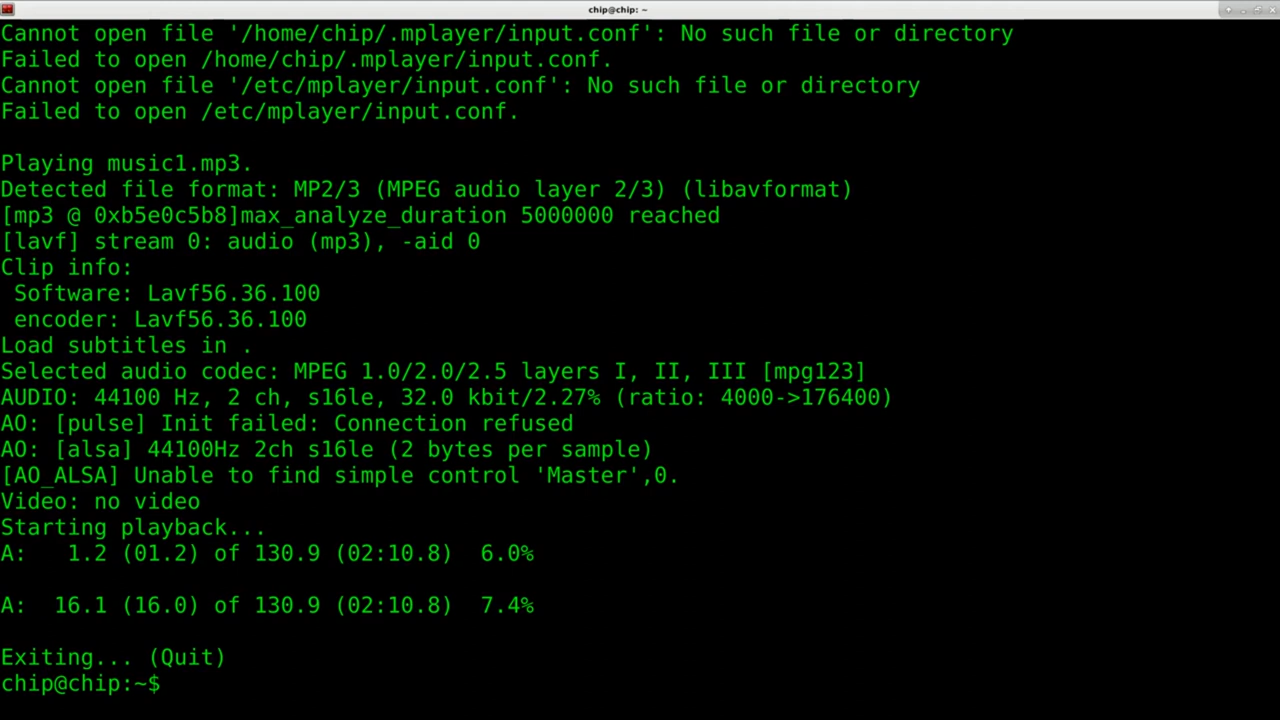 chip@chip: ~
Cannot open file '/home/chip/.mplayer/input.conf': No such file or directory
Failed to open /home/chip/.mplayer/input.conf.
Cannot open file '/etc/mplayer/input.conf': No such file or directory
Failed to open /etc/mplayer/input.conf.
Playing music1.mp3.
Detected file format: MP2/3 (MPEG audio layer 2/3) (libavformat)
[mp3 @ 0xb5e0c5b8]max_analyze_duration 5000000 reached
[lavf] stream 0: audio (mp3), -aid 0
Clip info:
 Software: Lavf56.36.100
 encoder: Lavf56.36.100
Load subtitles in .
Selected audio codec: MPEG 1.0/2.0/2.5 layers I, II, III [mpg123]
AUDIO: 44100 Hz, 2 ch, s16le, 32.0 kbit/2.27% (ratio: 4000->176400)
AO: [pulse] Init failed: Connection refused
AO: [alsa] 44100Hz 2ch s16le (2 bytes per sample)
[AO_ALSA] Unable to find simple control 'Master',0.
Video: no video
Starting playback...
A:   1.2 (01.2) of 130.9 (02:10.8)  6.0%
A:  16.1 (16.0) of 130.9 (02:10.8)  7.4%
Exiting... (Quit)
chip@chip:~$